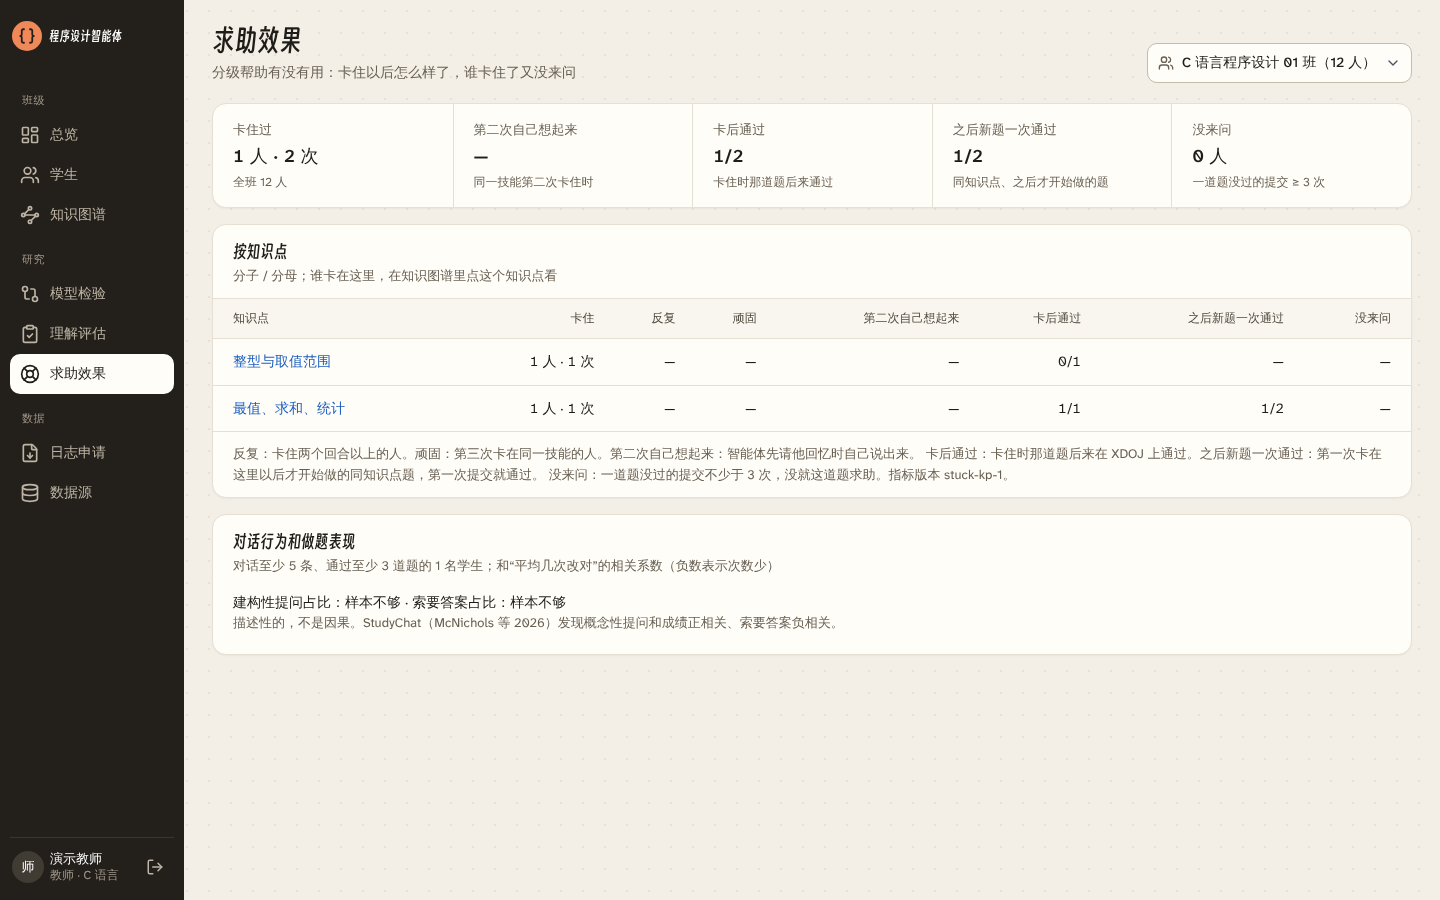 {} 程序设计智能体
班级
总览
学生
知识图谱
研究
模型检验
理解评估
求助效果
数据
日志申请
数据源
师
演示教师
教师 · C 语言
求助效果
分级帮助有没有用：卡住以后怎么样了，谁卡住了又没来问
C 语言程序设计 01 班（12 人）
卡住过
1 人 · 2 次
全班 12 人
第二次自己想起来
—
同一技能第二次卡住时
卡后通过
1/2
卡住时那道题后来通过
之后新题一次通过
1/2
同知识点、之后才开始做的题
没来问
0 人
一道题没过的提交 ≥ 3 次
按知识点
分子 / 分母；谁卡在这里，在知识图谱里点这个知识点看
知识点 卡住 反复 顽固 第二次自己想起来 卡后通过 之后新题一次通过 没来问
整型与取值范围 1 人 · 1 次 — — — 0/1 — —
最值、求和、统计 1 人 · 1 次 — — — 1/1 1/2 —
反复：卡住两个回合以上的人。顽固：第三次卡在同一技能的人。第二次自己想起来：智能体先请他回忆时自己说出来。 卡后通过：卡住时那道题后来在 XDOJ 上通过。之后新题一次通过：第一次卡在
这里以后才开始做的同知识点题，第一次提交就通过。 没来问：一道题没过的提交不少于 3 次，没就这道题求助。指标版本 stuck-kp-1。
对话行为和做题表现
对话至少 5 条、通过至少 3 道题的 1 名学生；和“平均几次改对”的相关系数（负数表示次数少）
建构性提问占比：样本不够 · 索要答案占比：样本不够
描述性的，不是因果。StudyChat（McNichols 等 2026）发现概念性提问和成绩正相关、索要答案负相关。